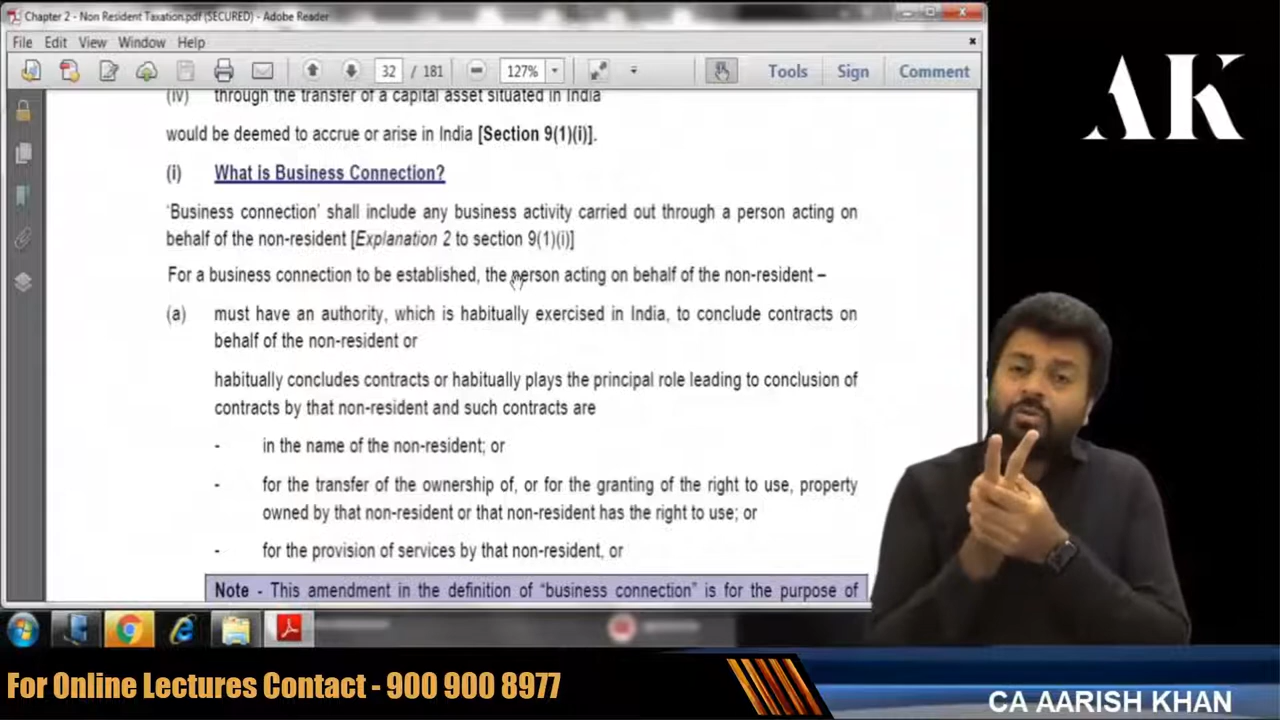 Chapter 2 - Non Resident Taxation.pdf (SECURED) - Adobe Reader
File Edit View Window Help
32 / 181 127% Tools Sign Comment
AK
(iv) through the transfer of a capital asset situated in India
would be deemed to accrue or arise in India [Section 9(1)(i)].
(i) What is Business Connection?
'Business connection' shall include any business activity carried out through a person acting on
behalf of the non-resident [Explanation 2 to section 9(1)(i)]
For a business connection to be established, the person acting on behalf of the non-resident –
(a) must have an authority, which is habitually exercised in India, to conclude contracts on
behalf of the non-resident or
habitually concludes contracts or habitually plays the principal role leading to conclusion of
contracts by that non-resident and such contracts are
- in the name of the non-resident; or
- for the transfer of the ownership of, or for the granting of the right to use, property
owned by that non-resident or that non-resident has the right to use; or
- for the provision of services by that non-resident, or
Note - This amendment in the definition of "business connection" is for the purpose of
For Online Lectures Contact - 900 900 8977
CA AARISH KHAN